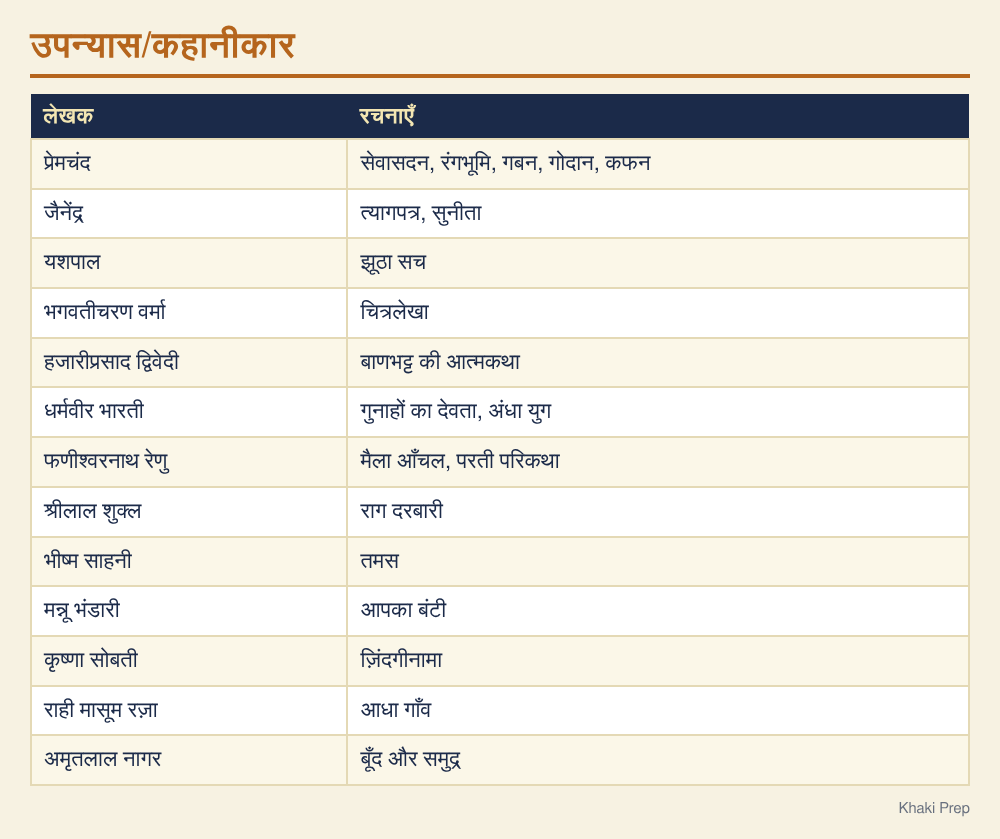 उपन्यास/कहानीकार
लेखक रचनाएँ
प्रेमचंद सेवासदन, रंगभूमि, गबन, गोदान, कफन
जैनेंद्र त्यागपत्र, सुनीता
यशपाल झूठा सच
भगवतीचरण वर्मा चित्रलेखा
हजारीप्रसाद द्विवेदी बाणभट्ट की आत्मकथा
धर्मवीर भारती गुनाहों का देवता, अंधा युग
फणीश्वरनाथ रेणु मैला आँचल, परती परिकथा
श्रीलाल शुक्ल राग दरबारी
भीष्म साहनी तमस
मन्नू भंडारी आपका बंटी
कृष्णा सोबती ज़िंदगीनामा
राही मासूम रज़ा आधा गाँव
अमृतलाल नागर बूँद और समुद्र
Khaki Prep